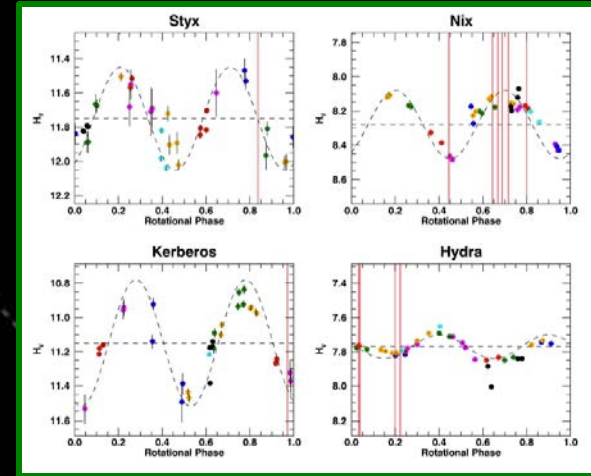 Styx
Nix
11.4
11.6
11.8
12.0
12.2
Hv
0.0 0.2 0.4 0.6 0.8 1.0
Rotational Phase
7.8
8.0
8.2
8.4
8.6
Hv
0.0 0.2 0.4 0.6 0.8 1.0
Rotational Phase
Kerberos
Hydra
10.8
11.0
11.2
11.4
11.6
Hv
0.0 0.2 0.4 0.6 0.8 1.0
Rotational Phase
7.4
7.6
7.8
8.0
8.2
Hv
0.0 0.2 0.4 0.6 0.8 1.0
Rotational Phase